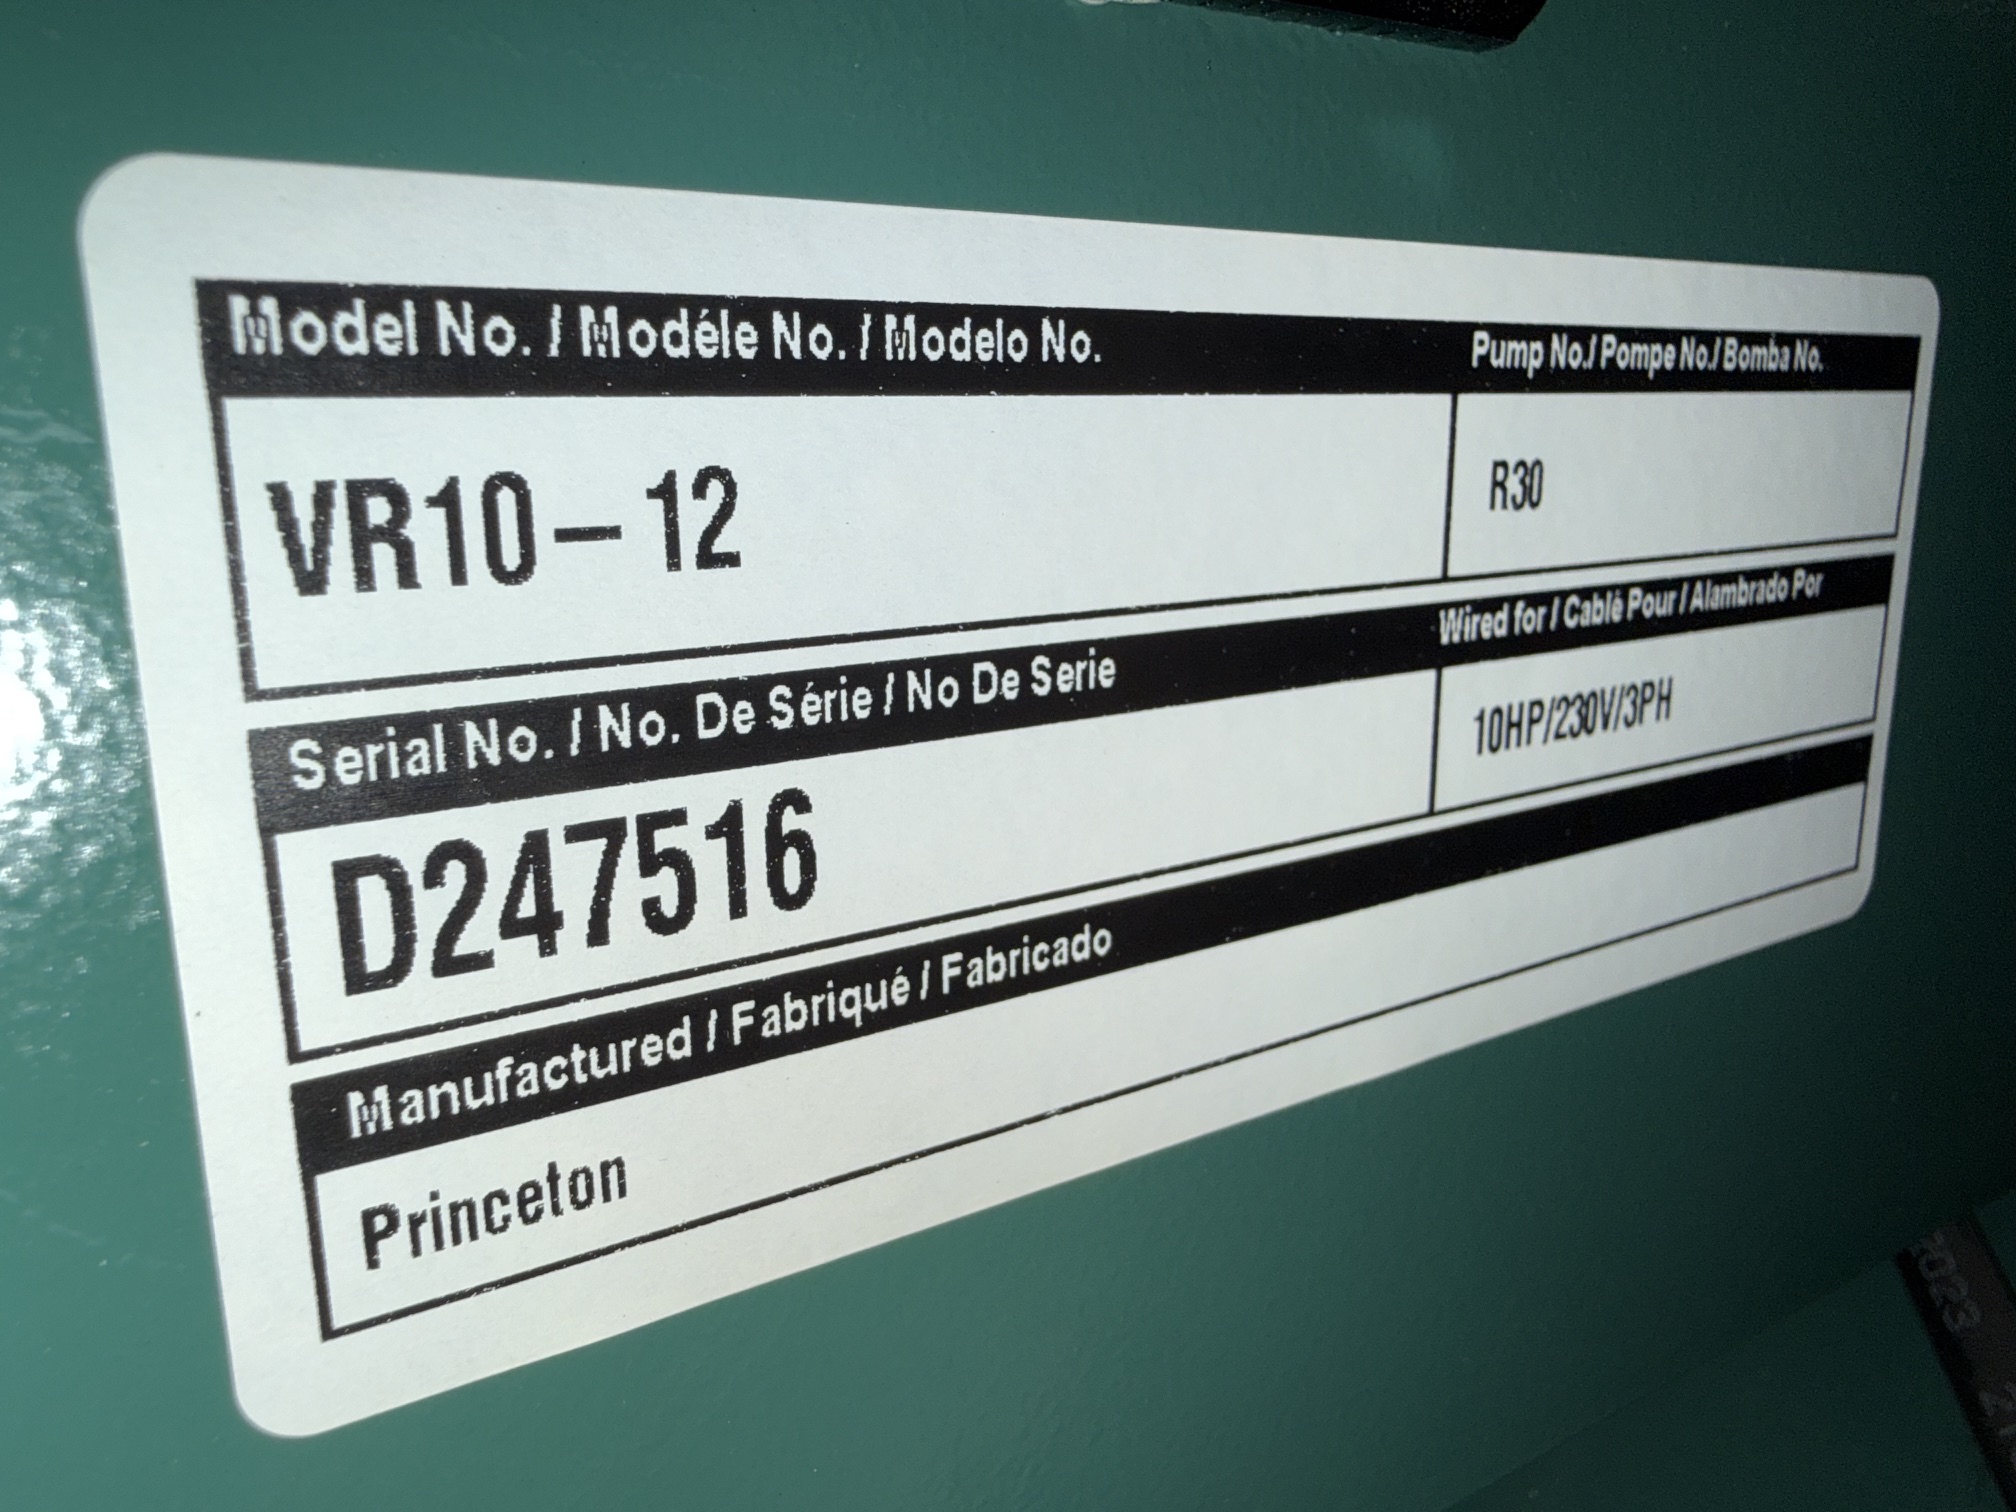 Model No. / Modéle No. / Modelo No.
Pump No./ Pompe No./ Bomba No.
VR10-12
R30
Serial No. / No. De Série / No De Serie
Wired for / Cablé Pour / Alambrado Por
D247516
10HP/230V/3PH
Manufactured / Fabriqué / Fabricado
Princeton
2023